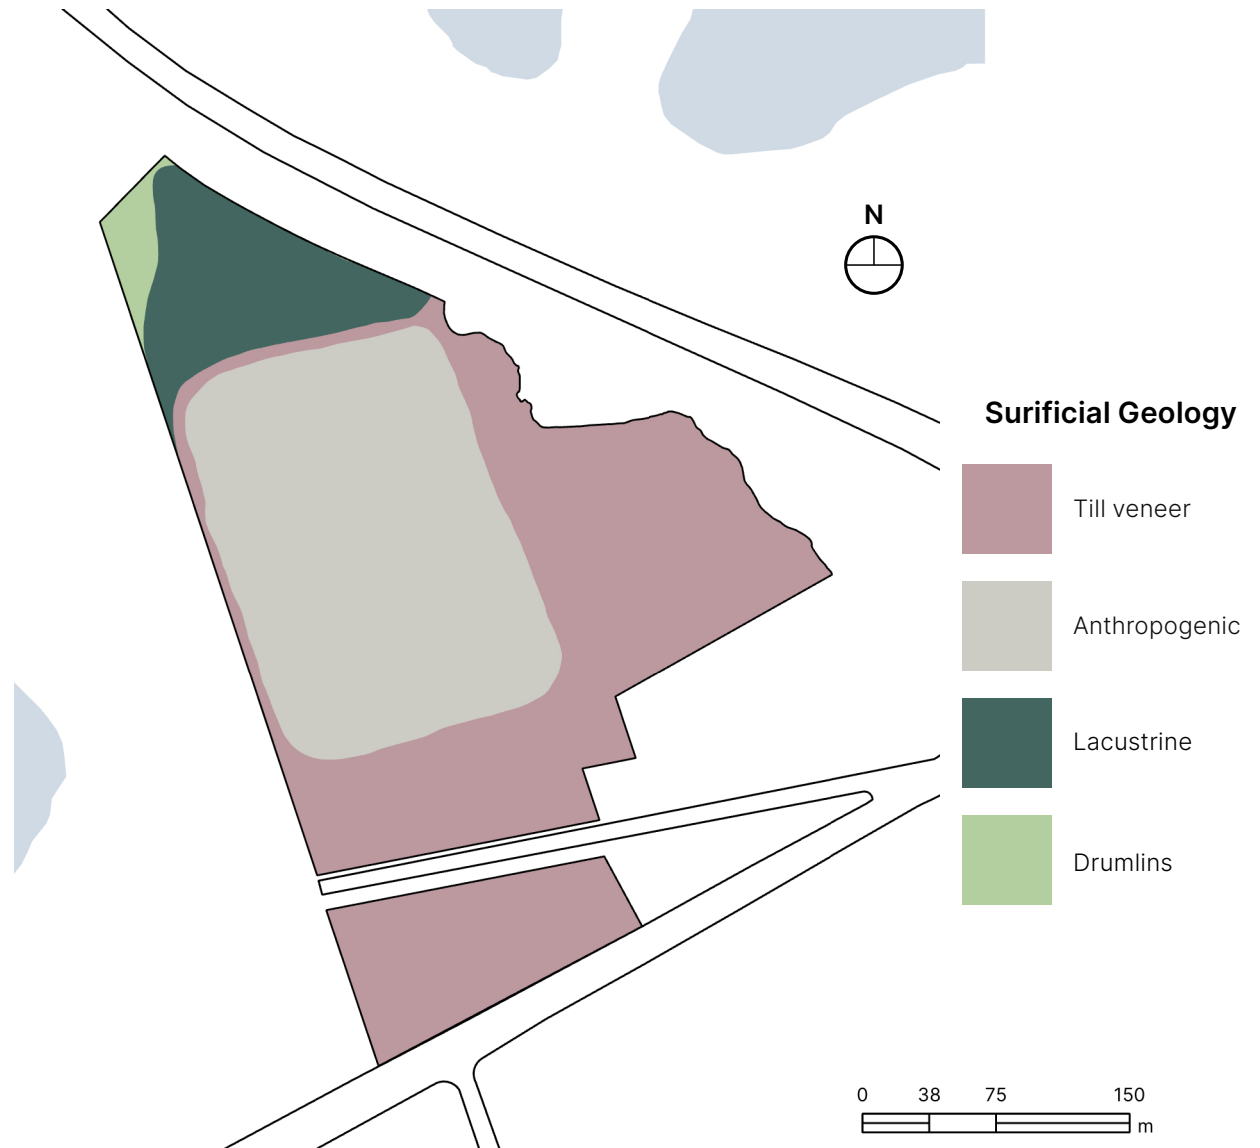 N
Surificial Geology
Till veneer
Anthropogenic
Lacustrine
Drumlins
0 38 75 150
m